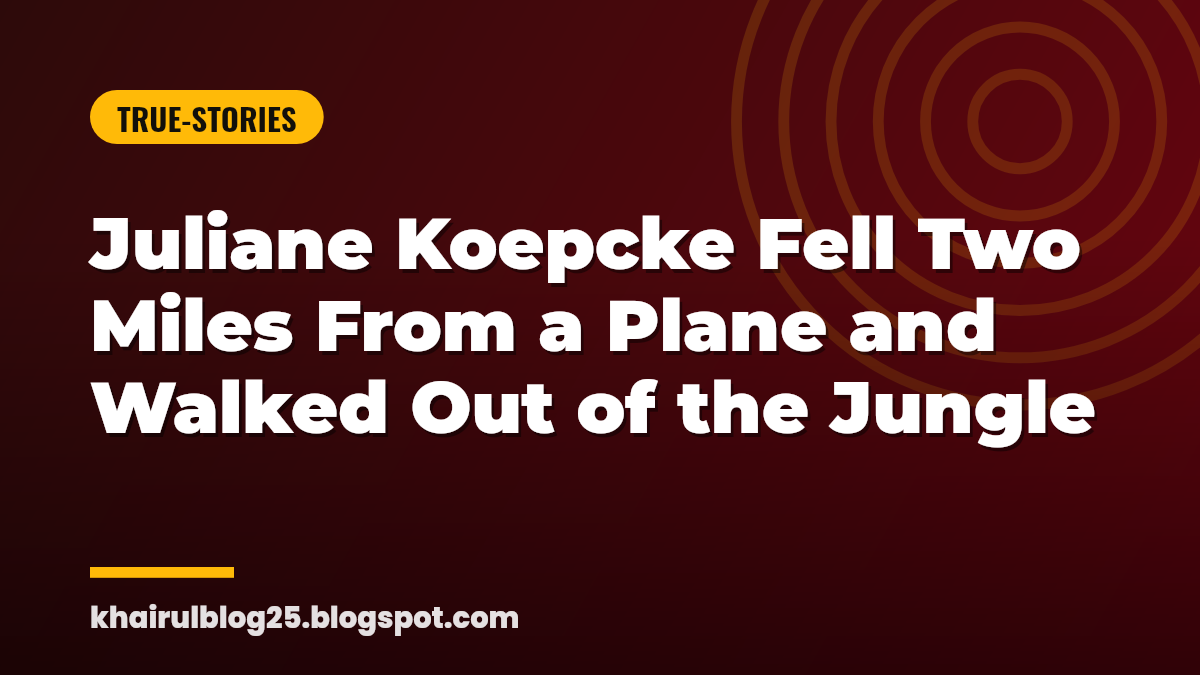 TRUE-STORIES
Juliane Koepcke Fell Two
Miles From a Plane and
Walked Out of the Jungle
khairulblog25.blogspot.com